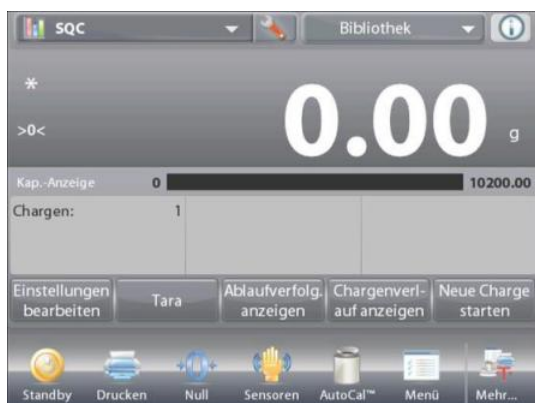 SQC Bibliothek
*
>0<
0.00 g
Kap.-Anzeige 0 10200.00
Chargen: 1
Einstellungen bearbeiten
Tara
Ablaufverfolg. anzeigen
Chargenverl- auf anzeigen
Neue Charge starten
Standby Drucken Null Sensoren AutoCal™ Menü Mehr...